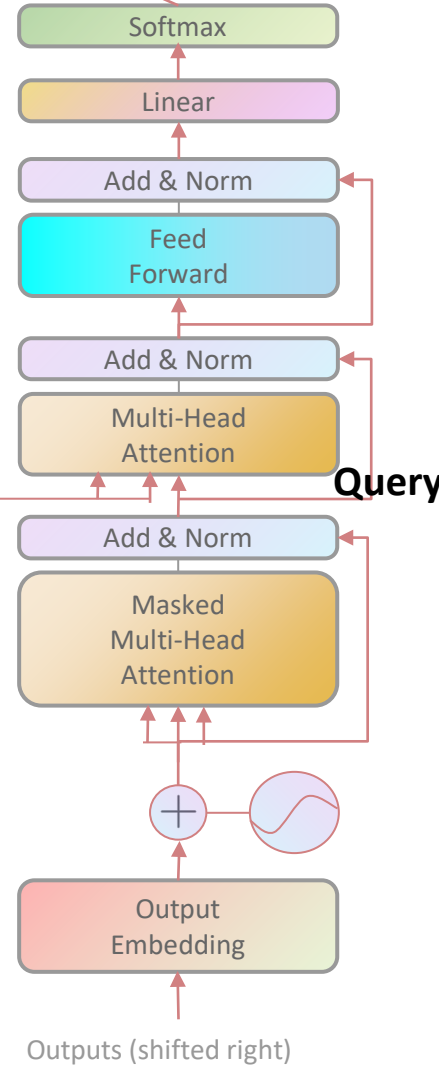 Softmax
Linear
Add & Norm
Feed
Forward
Add & Norm
Multi-Head
Attention
Query
Add & Norm
Masked
Multi-Head
Attention
Output
Embedding
Outputs (shifted right)